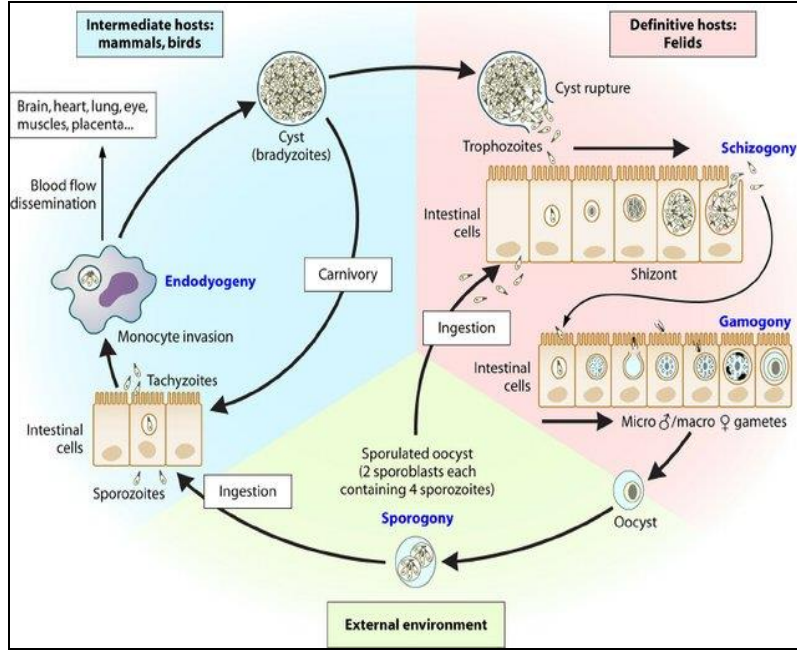 Intermediate hosts:
mammals, birds
Definitive hosts:
Felids
Brain, heart, lung, eye,
muscles, placenta...
Cyst
(bradyzoites)
Cyst rupture
Trophozoites
Schizogony
Blood flow
dissemination
Intestinal
cells
Shizont
Endodyogeny
Carnivory
Monocyte invasion
Ingestion
Gamogony
Intestinal
cells
Tachyzoites
Intestinal
cells
Micro ♂/macro ♀ gametes
Sporozoites
Ingestion
Sporulated oocyst
(2 sporoblasts each
containing 4 sporozoites)
Sporogony
Oocyst
External environment